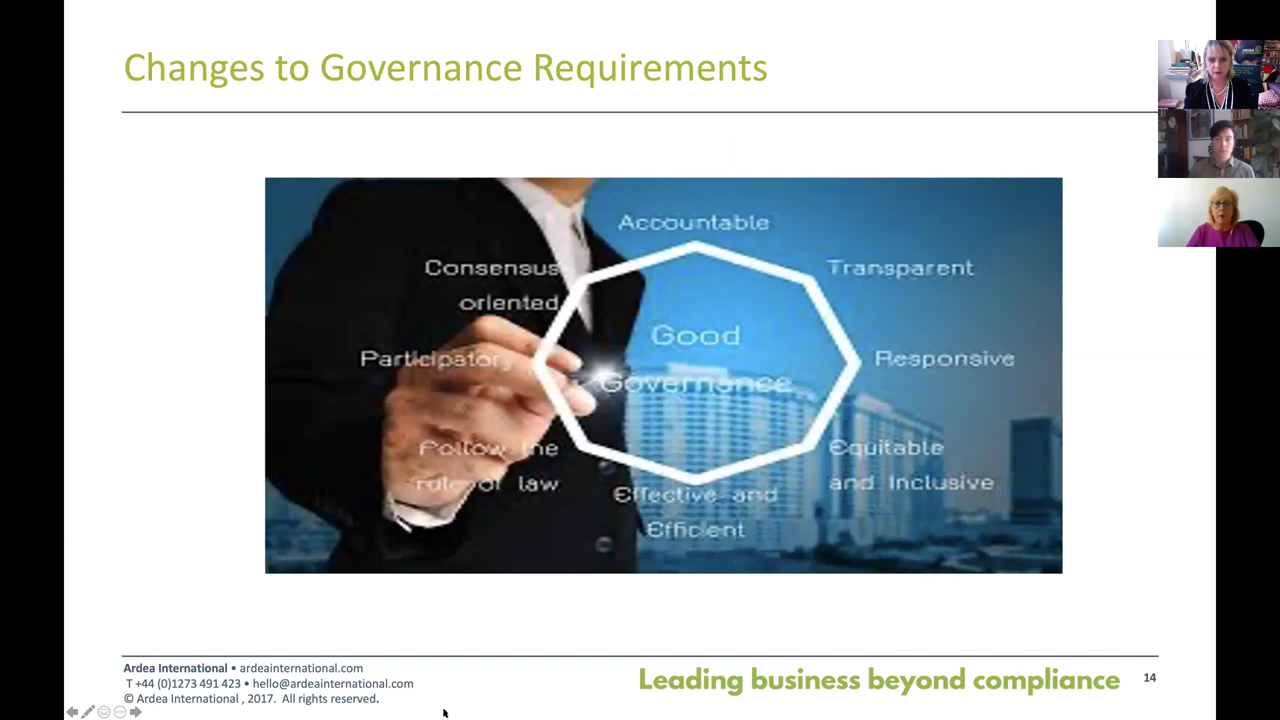 Changes to Governance Requirements
Accountable
Consensus
oriented
Transparent
Good
Governance
Participatory
Responsive
Follow the
rule of law
Equitable
and Inclusive
Effective and
Efficient
Ardea International • ardeainternational.com
T +44 (0)1273 491 423 • hello@ardeainternational.com
© Ardea International , 2017.  All rights reserved.
Leading business beyond compliance
14